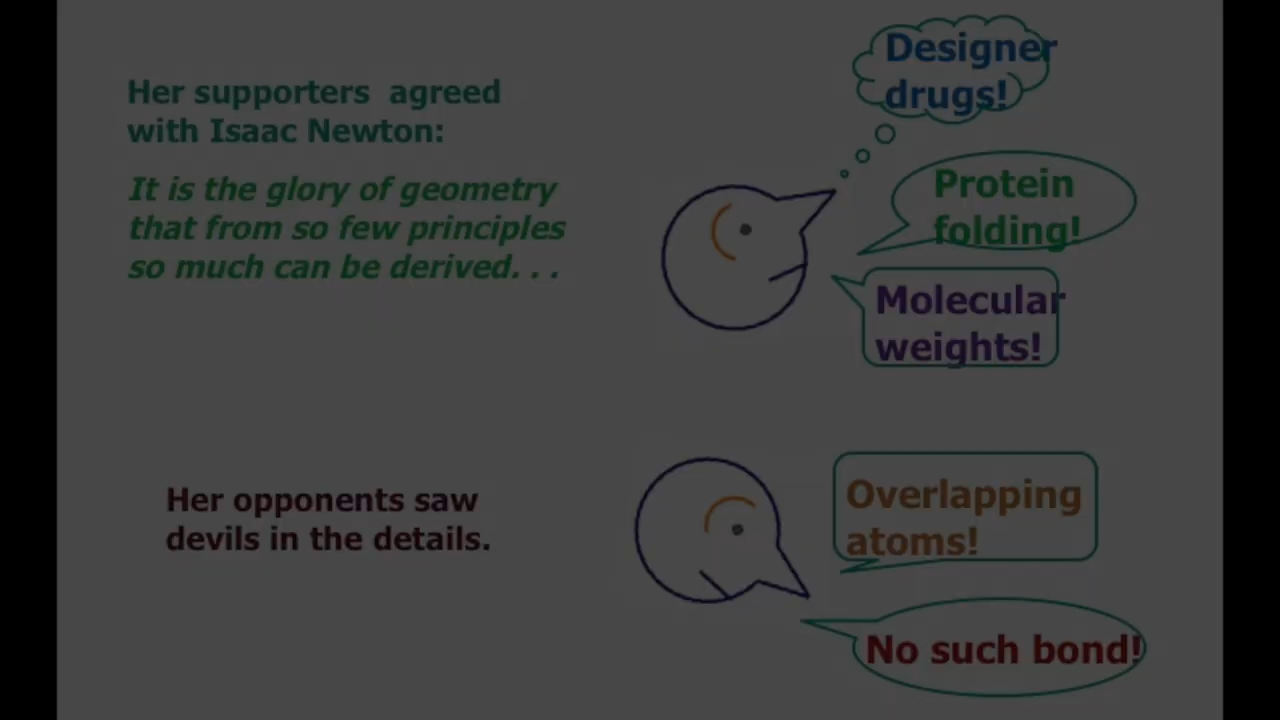 Her supporters agreed
with Isaac Newton:
It is the glory of geometry
that from so few principles
so much can be derived. . .
Designer
drugs!
Protein
folding!
Molecular
weights!
Her opponents saw
devils in the details.
Overlapping
atoms!
No such bond!